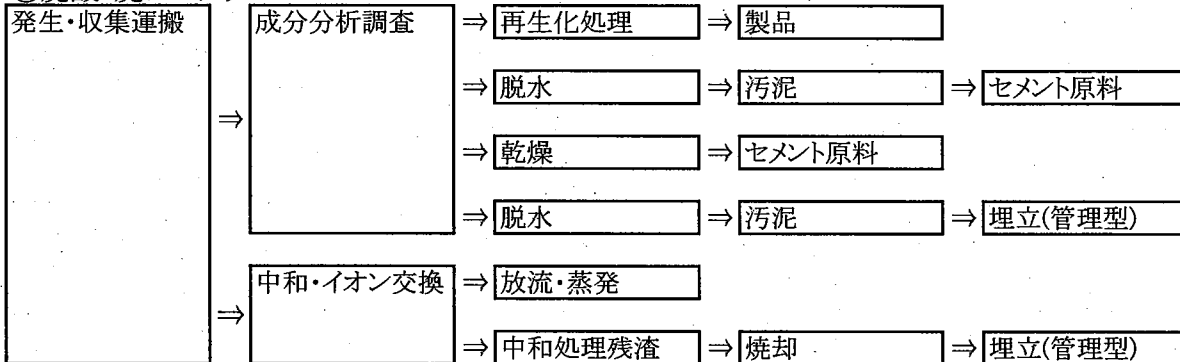 発生・収集運搬 成分分析調査 ⇒ 再生化処理 ⇒ 製品
⇒ 脱水 ⇒ 汚泥 ⇒ セメント原料
⇒
⇒ 乾燥 ⇒ セメント原料
⇒ 脱水 ⇒ 汚泥 ⇒ 埋立(管理型)
中和・イオン交換 ⇒ 放流・蒸発
⇒
⇒ 中和処理残渣 ⇒ 焼却 ⇒ 埋立(管理型)